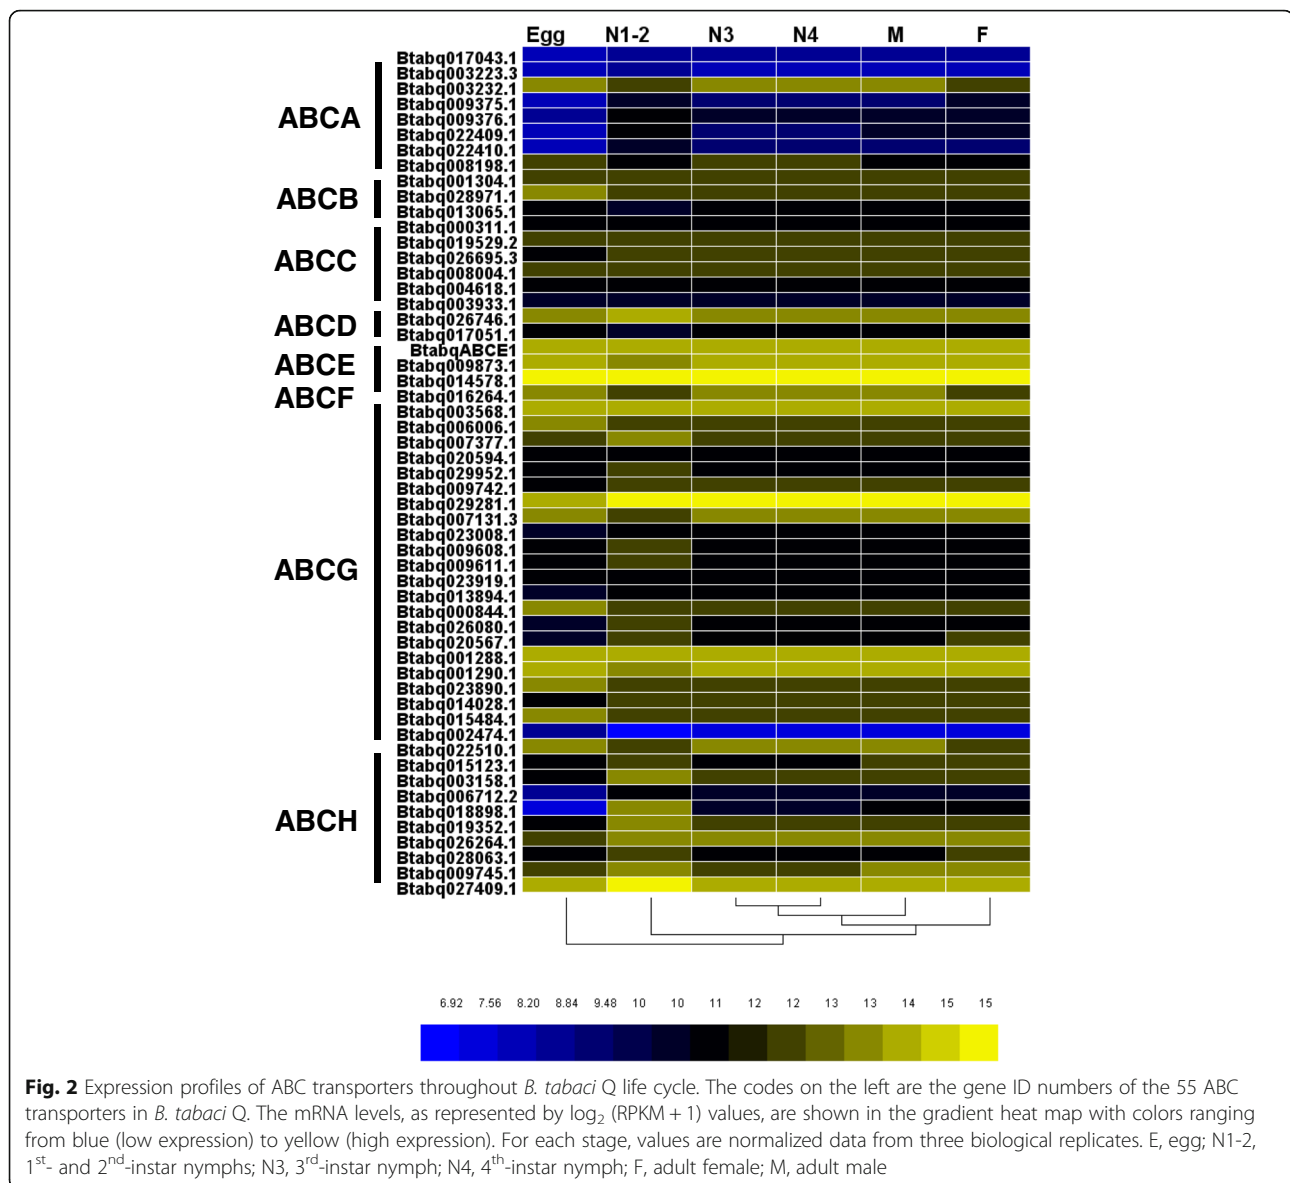 Egg N1-2 N3 N4 M F
Btabq017043.1
Btabq003223.3
Btabq003232.1
Btabq009375.1
ABCA
Btabq009376.1
Btabq022409.1
Btabq022410.1
Btabq008198.1
Btabq001304.1
ABCB
Btabq028971.1
Btabq013065.1
Btabq000311.1
Btabq019529.2
ABCC
Btabq026695.3
Btabq008004.1
Btabq004618.1
Btabq003933.1
Btabq026746.1
ABCD
Btabq017051.1
BtabqABCE1
ABCE
Btabq009873.1
Btabq014578.1
ABCF
Btabq016264.1
Btabq003568.1
Btabq006006.1
Btabq007377.1
Btabq020594.1
Btabq029952.1
Btabq009742.1
Btabq029281.1
Btabq007131.3
Btabq023008.1
Btabq009608.1
Btabq009611.1
ABCG
Btabq023919.1
Btabq013894.1
Btabq000844.1
Btabq026080.1
Btabq020567.1
Btabq001288.1
Btabq001290.1
Btabq023890.1
Btabq014028.1
Btabq015484.1
Btabq002474.1
Btabq022510.1
Btabq015123.1
Btabq003158.1
Btabq006712.2
Btabq018898.1
ABCH
Btabq019352.1
Btabq026264.1
Btabq028063.1
Btabq009745.1
Btabq027409.1
6.92 7.56 8.20 8.84 9.48 10 10 11 12 12 13 13 14 15 15
Fig. 2 Expression profiles of ABC transporters throughout B. tabaci Q life cycle. The codes on the left are the gene ID numbers of the 55 ABC
transporters in B. tabaci Q. The mRNA levels, as represented by log₂ (RPKM + 1) values, are shown in the gradient heat map with colors ranging
from blue (low expression) to yellow (high expression). For each stage, values are normalized data from three biological replicates. E, egg; N1-2,
1ˢᵗ- and 2ⁿᵈ-instar nymphs; N3, 3ʳᵈ-instar nymph; N4, 4ᵗʰ-instar nymph; F, adult female; M, adult male